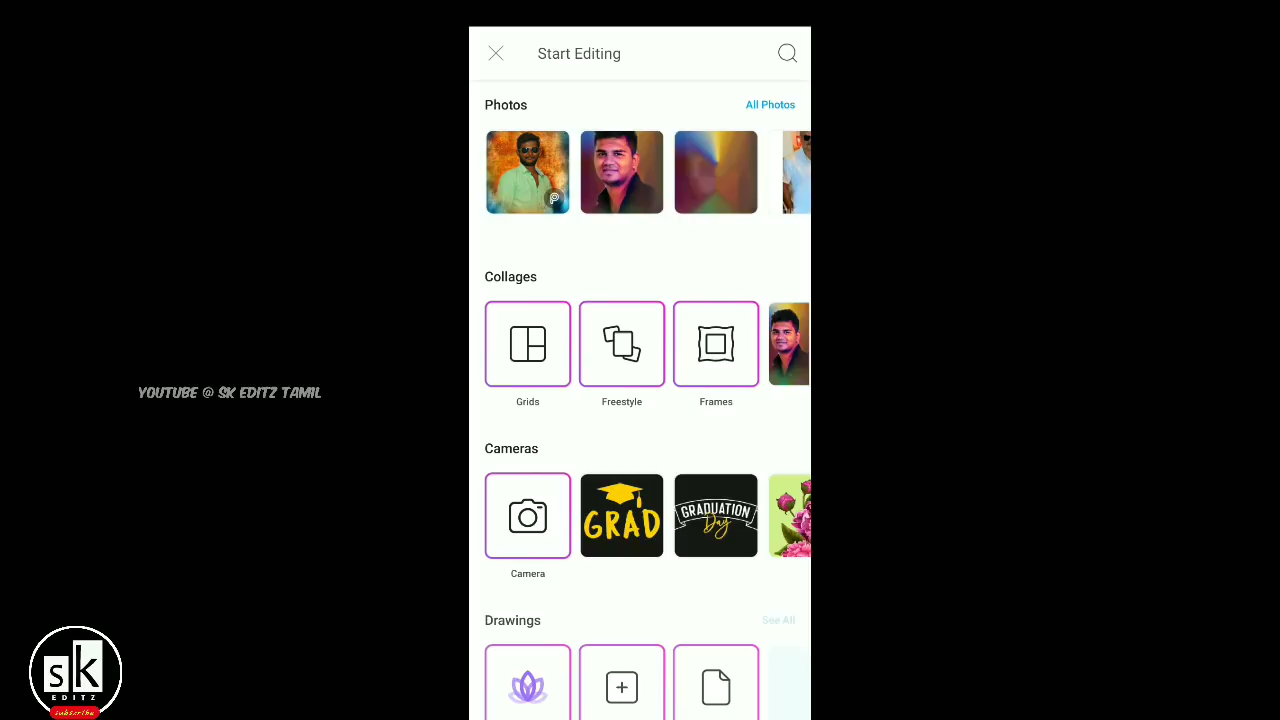 Start Editing
Photos
All Photos
Collages
Grids
Freestyle
Frames
YOUTUBE @ SK EDITZ TAMIL
Cameras
GRAD
GRADUATION
Day
Camera
Drawings
See All
sk
EDITZ
subscribe